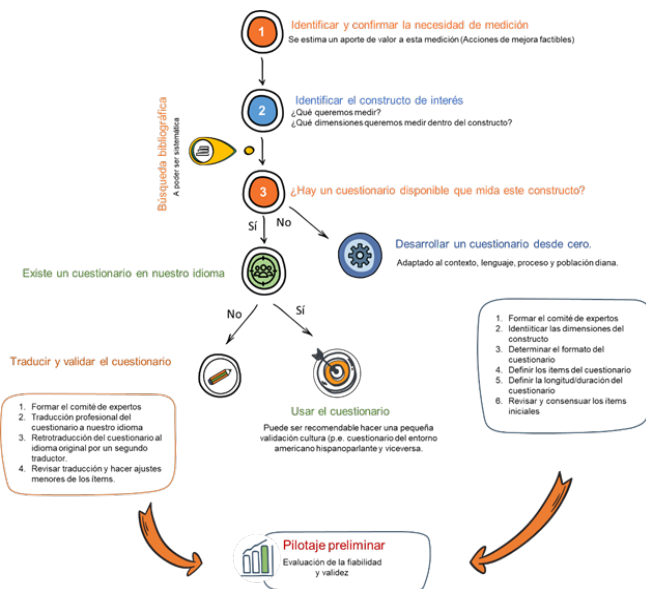 1
Identificar y confirmar la necesidad de medición
Se estima un aporte de valor a esta medición (Acciones de mejora factibles)
2
Identificar el constructo de interés
¿Qué queremos medir?
¿Qué dimensiones queremos medir dentro del constructo?
Búsqueda bibliográfica
A poder ser sistemática
3
¿Hay un cuestionario disponible que mida este constructo?
Sí
No
Desarrollar un cuestionario desde cero.
Adaptado al contexto, lenguaje, proceso y población diana.
Existe un cuestionario en nuestro idioma
No
Sí
1. Formar el comité de expertos
2. Identiiticar las dimensiones del
constructo
3. Determinar el formato del
cuestionario
4. Definir los ítems del cuestionario
5. Definir la longitud/duración del
cuestionario
6. Revisar y consensuar los ítems
iniciales
Traducir y validar el cuestionario
1. Formar el comité de expertos
2. Traducción profesional del
cuestionario a nuestro idioma
3. Retrotraducción del cuestionario al
idioma original por un segundo
traductor.
4. Revisar traducción y hacer ajustes
menores de los ítems.
Usar el cuestionario
Puede ser recomendable hacer una pequeña
validación cultura (p.e. cuestionario del entorno
americano hispanoparlante y viceversa.
Pilotaje preliminar
Evaluación de la fiabilidad
y validez